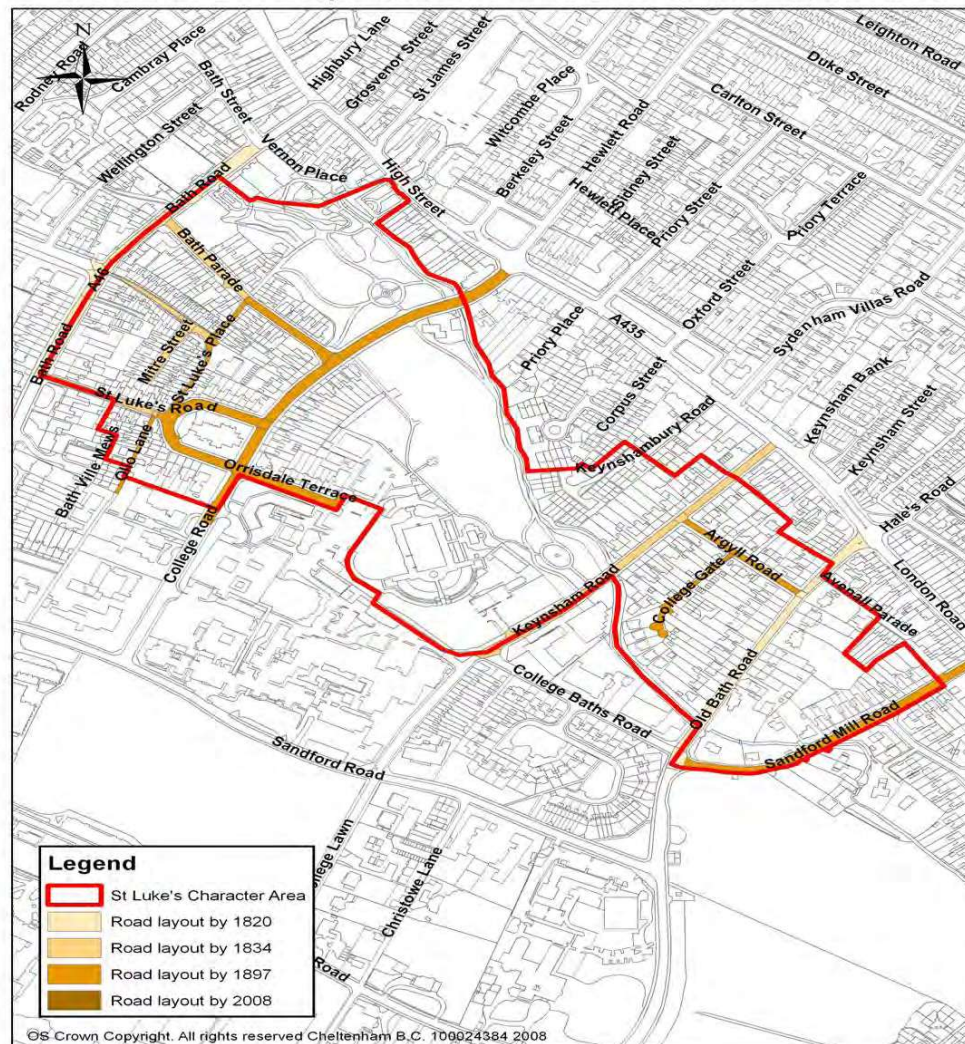 Leighton Road
Duke Street
Carlton Street
Highbury Lane
Grosvenor Street
St James Street
Witcombe Place
Hewlett Road
Berkeley Street
Sidney Street
Hewlett Place
Priory Street
Priory Terrace
Rodney Road
Cambray Place
Z
Bath Street
Wellington Street
Vernon Place
High Street
Bath Road
Bath Parade
A46
Bath Road
Mitre Street
St Luke's Place
St Luke's Road
Bath Ville Mews
Ollo Lane
Orrisdale Terrace
College Road
Priory Place
A435
Oxford Street
Sydenham Villas Road
Corpus Street
Keynshambury Road
Keynsham Bank
Keynsham Street
Hale's Road
London Road
Argyll Road
College Gate
Avenall Parade
Keynsham Road
Old Bath Road
Sandford Mill Road
College Baths Road
Sandford Road
College Lawn
Christowe Lane
Road
Legend
St Luke's Character Area
Road layout by 1820
Road layout by 1834
Road layout by 1897
Road layout by 2008
OS Crown Copyright. All rights reserved Cheltenham B.C. 100024384 2008